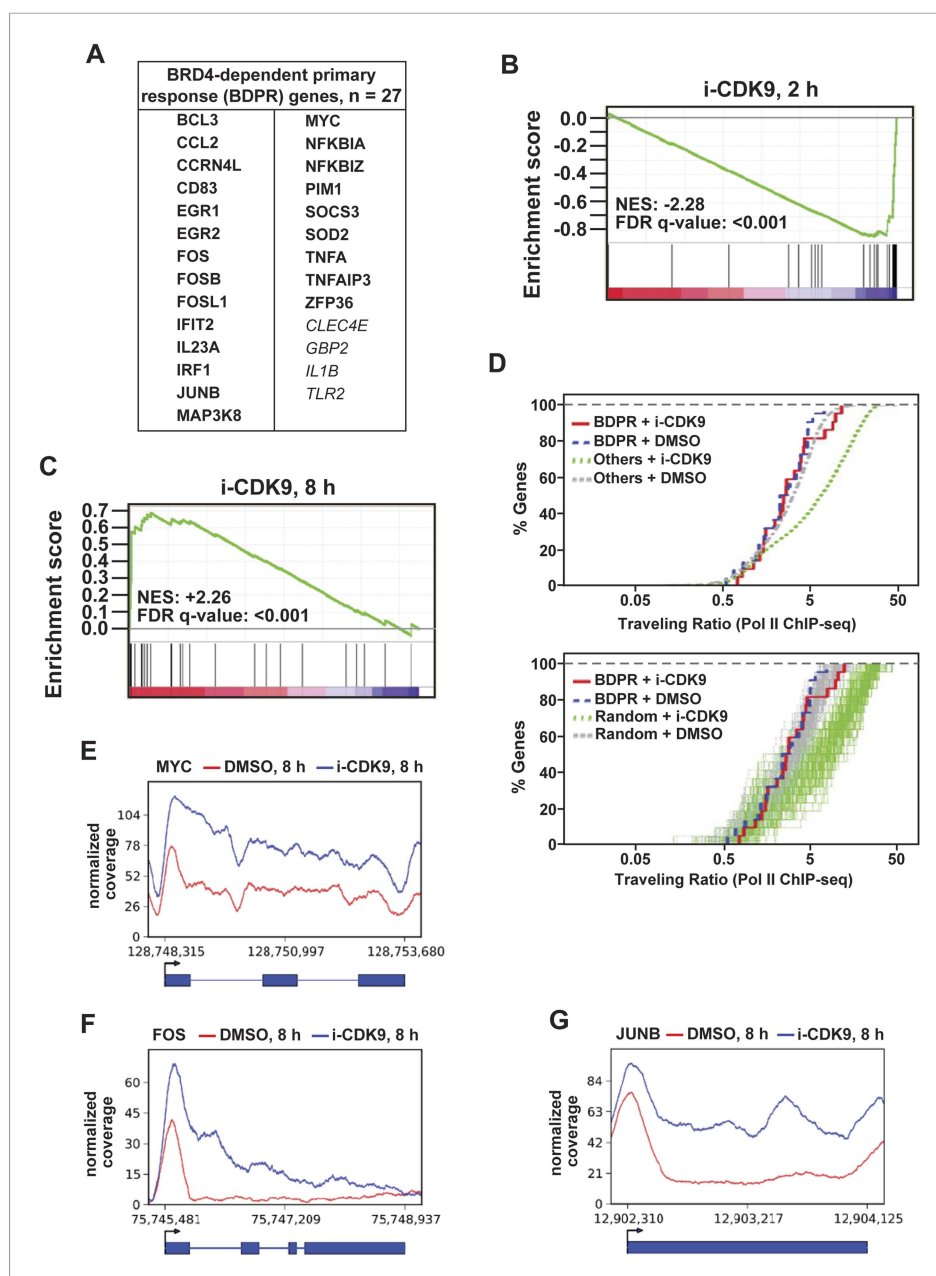 A
BRD4-dependent primary
response (BDPR) genes, n = 27
BCL3
CCL2
CCRN4L
CD83
EGR1
EGR2
FOS
FOSB
FOSL1
IFIT2
IL23A
IRF1
JUNB
MAP3K8
MYC
NFKBIA
NFKBIZ
PIM1
SOCS3
SOD2
TNFA
TNFAIP3
ZFP36
CLEC4E
GBP2
IL1B
TLR2
B
i-CDK9, 2 h
Enrichment score
0.0
-0.2
-0.4
-0.6
-0.8
NES: -2.28
FDR q-value: <0.001
C
i-CDK9, 8 h
Enrichment score
0.7
0.6
0.5
0.4
0.3
0.2
0.1
0.0
NES: +2.26
FDR q-value: <0.001
D
% Genes
100
80
60
40
20
0
BDPR + i-CDK9
BDPR + DMSO
Others + i-CDK9
Others + DMSO
0.05 0.5 5 50
Traveling Ratio (Pol II ChIP-seq)
% Genes
100
80
60
40
20
0
BDPR + i-CDK9
BDPR + DMSO
Random + i-CDK9
Random + DMSO
0.05 0.5 5 50
Traveling Ratio (Pol II ChIP-seq)
E
MYC DMSO, 8 h i-CDK9, 8 h
normalized
coverage
104
78
52
26
0
128,748,315 128,750,997 128,753,680
F
FOS DMSO, 8 h i-CDK9, 8 h
normalized
coverage
60
45
30
15
0
75,745,481 75,747,209 75,748,937
G
JUNB DMSO, 8 h i-CDK9, 8 h
normalized
coverage
84
63
42
21
0
12,902,310 12,903,217 12,904,125